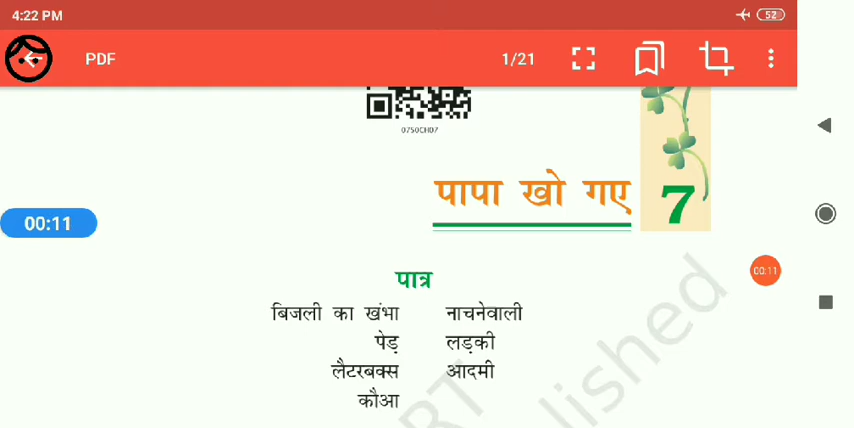 4:22 PM
52
PDF
1/21
0750CH07
पापा खो गए
7
00:11
00:11
पात्र
बिजली का खंभा नाचनेवाली
पेड़ लड़की
लैटरबक्स आदमी
कौआ
lished